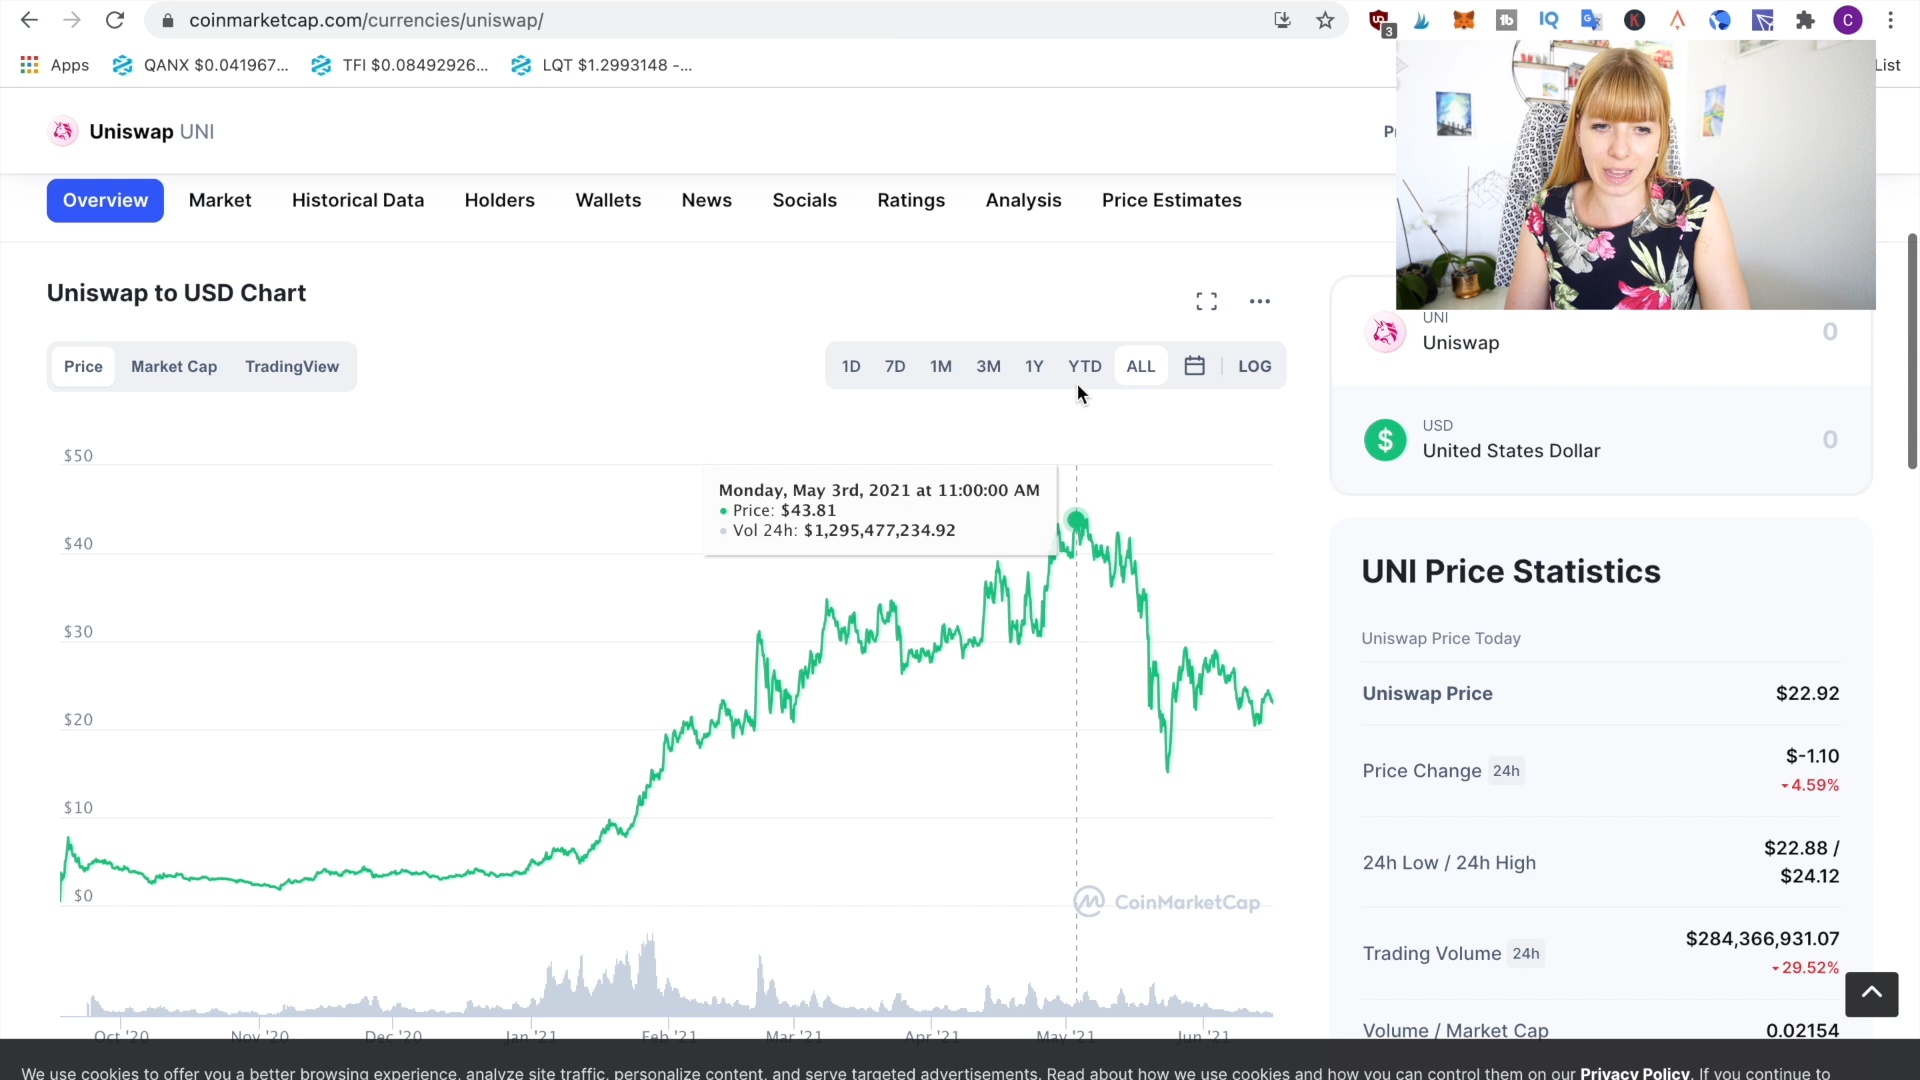 coinmarketcap.com/currencies/uniswap/
3
C
Apps
QANX $0.041967...
TFI $0.08492926...
LQT $1.2993148 -...
List
Uniswap UNI
Overview
Market
Historical Data
Holders
Wallets
News
Socials
Ratings
Analysis
Price Estimates
Uniswap to USD Chart
Price
Market Cap
TradingView
1D
7D
1M
3M
1Y
YTD
ALL
LOG
$50
$40
$30
$20
$10
$0
Monday, May 3rd, 2021 at 11:00:00 AM
Price: $43.81
Vol 24h: $1,295,477,234.92
CoinMarketCap
Oct '20
Nov '20
Dec '20
Jan '21
Feb '21
Mar '21
Apr '21
May '21
Jun '21
UNI
Uniswap
0
USD
United States Dollar
0
UNI Price Statistics
Uniswap Price Today
Uniswap Price
$22.92
Price Change 24h
$-1.10
4.59%
24h Low / 24h High
$22.88 /
$24.12
Trading Volume 24h
$284,366,931.07
29.52%
Volume / Market Cap
0.02154
We use cookies to offer you a better browsing experience, analyze site traffic, personalize content, and serve targeted advertisements. Read about how we use cookies and how you can control them on our Privacy Policy. If you continue to